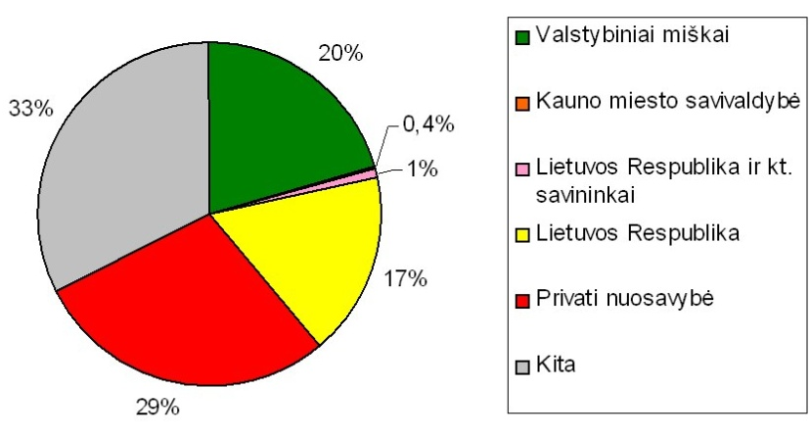 20%
33%
0,4%
1%
17%
29%
Valstybiniai miškai
Kauno miesto savivaldybė
Lietuvos Respublika ir kt.
savininkai
Lietuvos Respublika
Privati nuosavybė
Kita